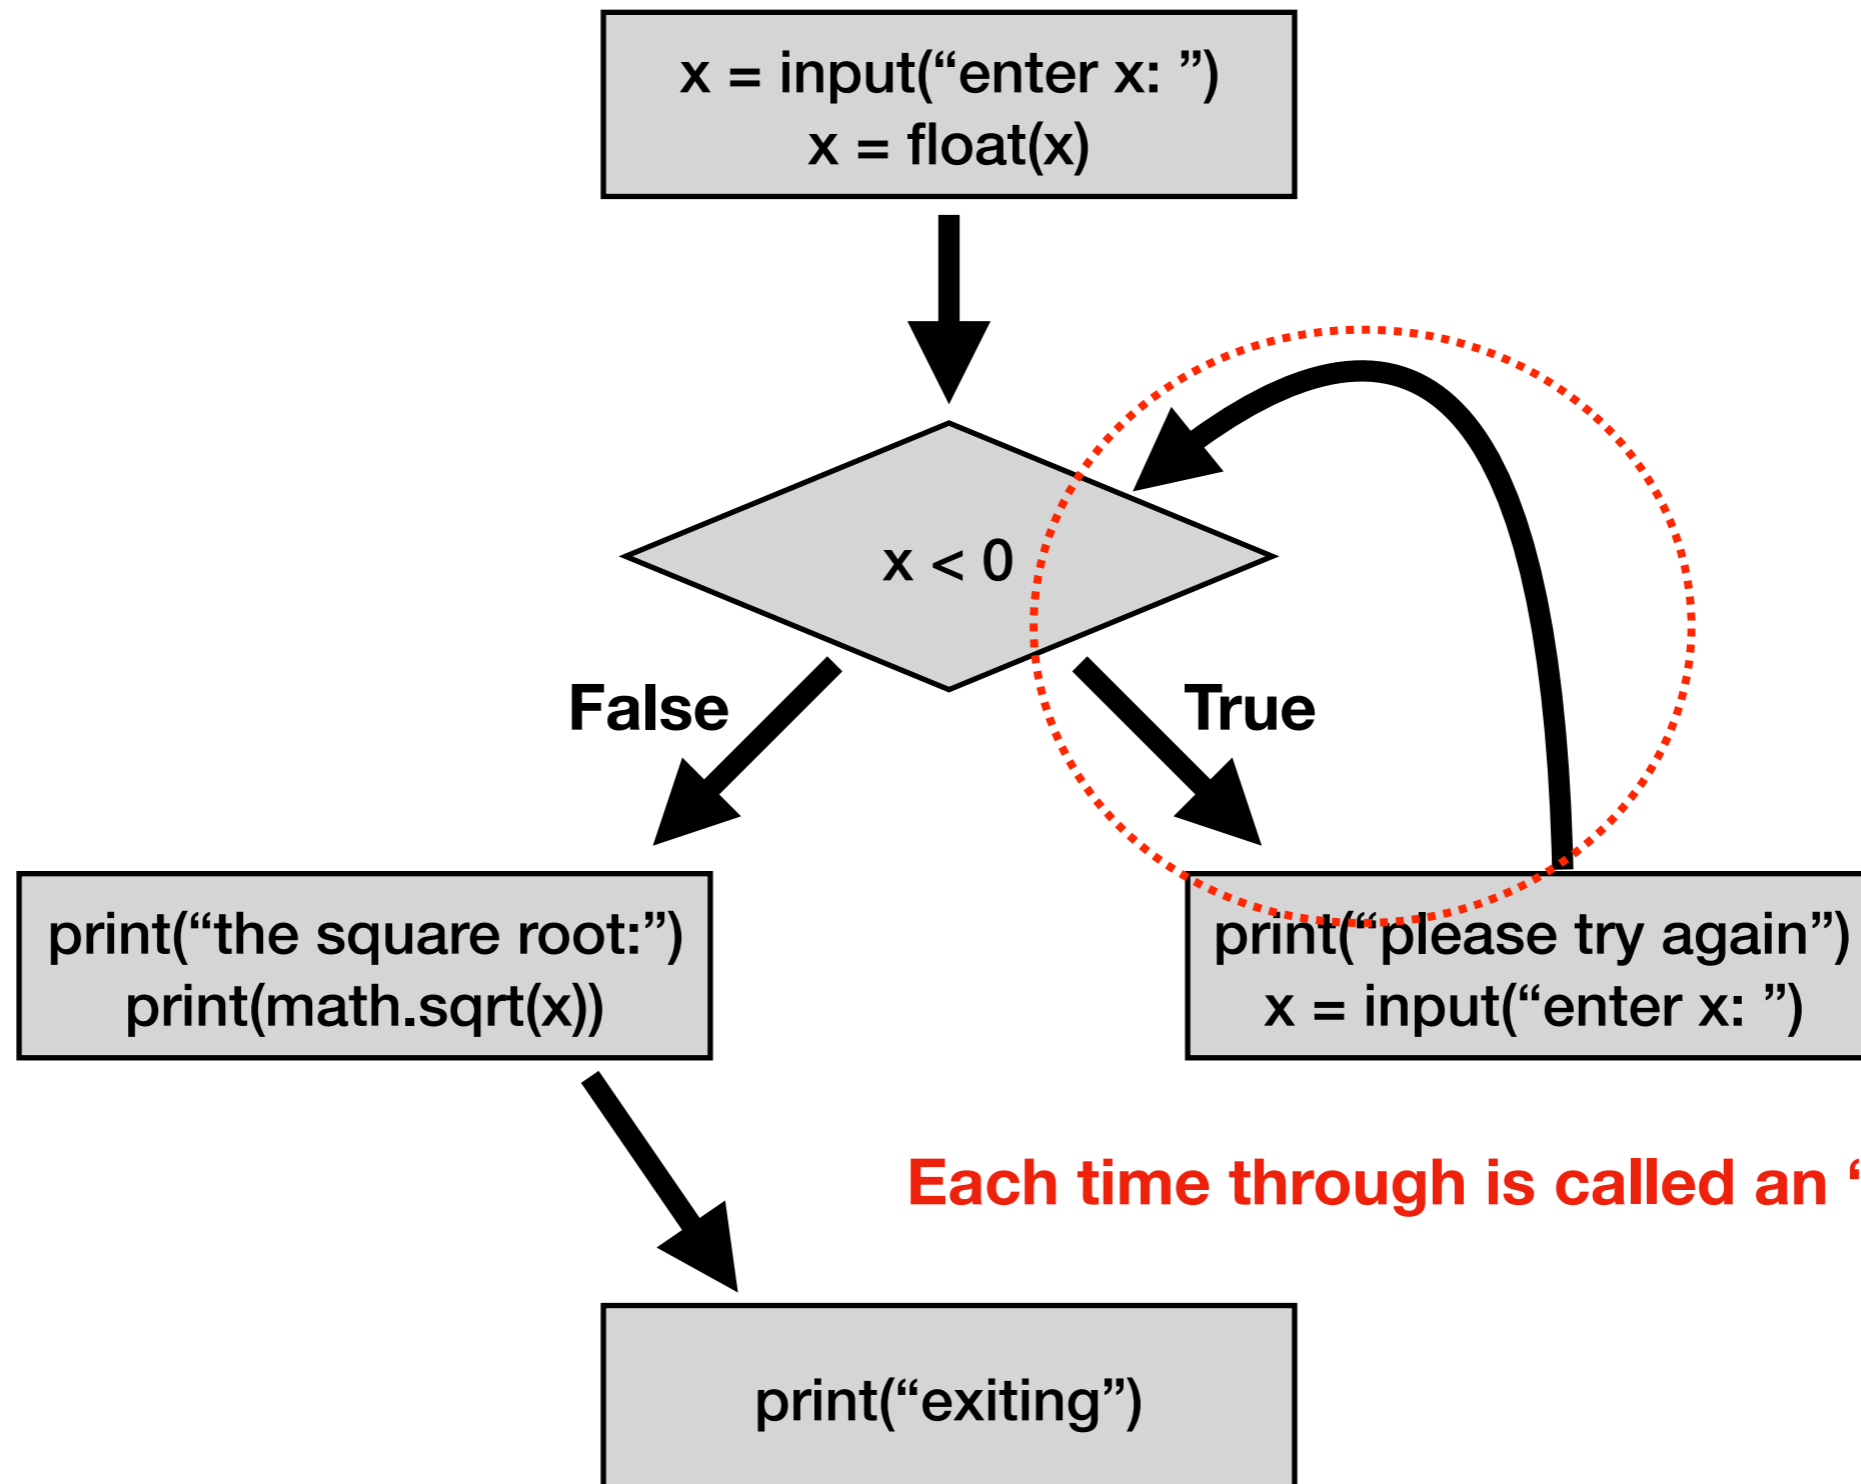 x = input(“enter x: ”)
x = float(x)
x < 0
False
True
print(“the square root:”)
print(math.sqrt(x))
print(“please try again”)
x = input(“enter x: ”)
Each time through is called an ‘
print(“exiting”)